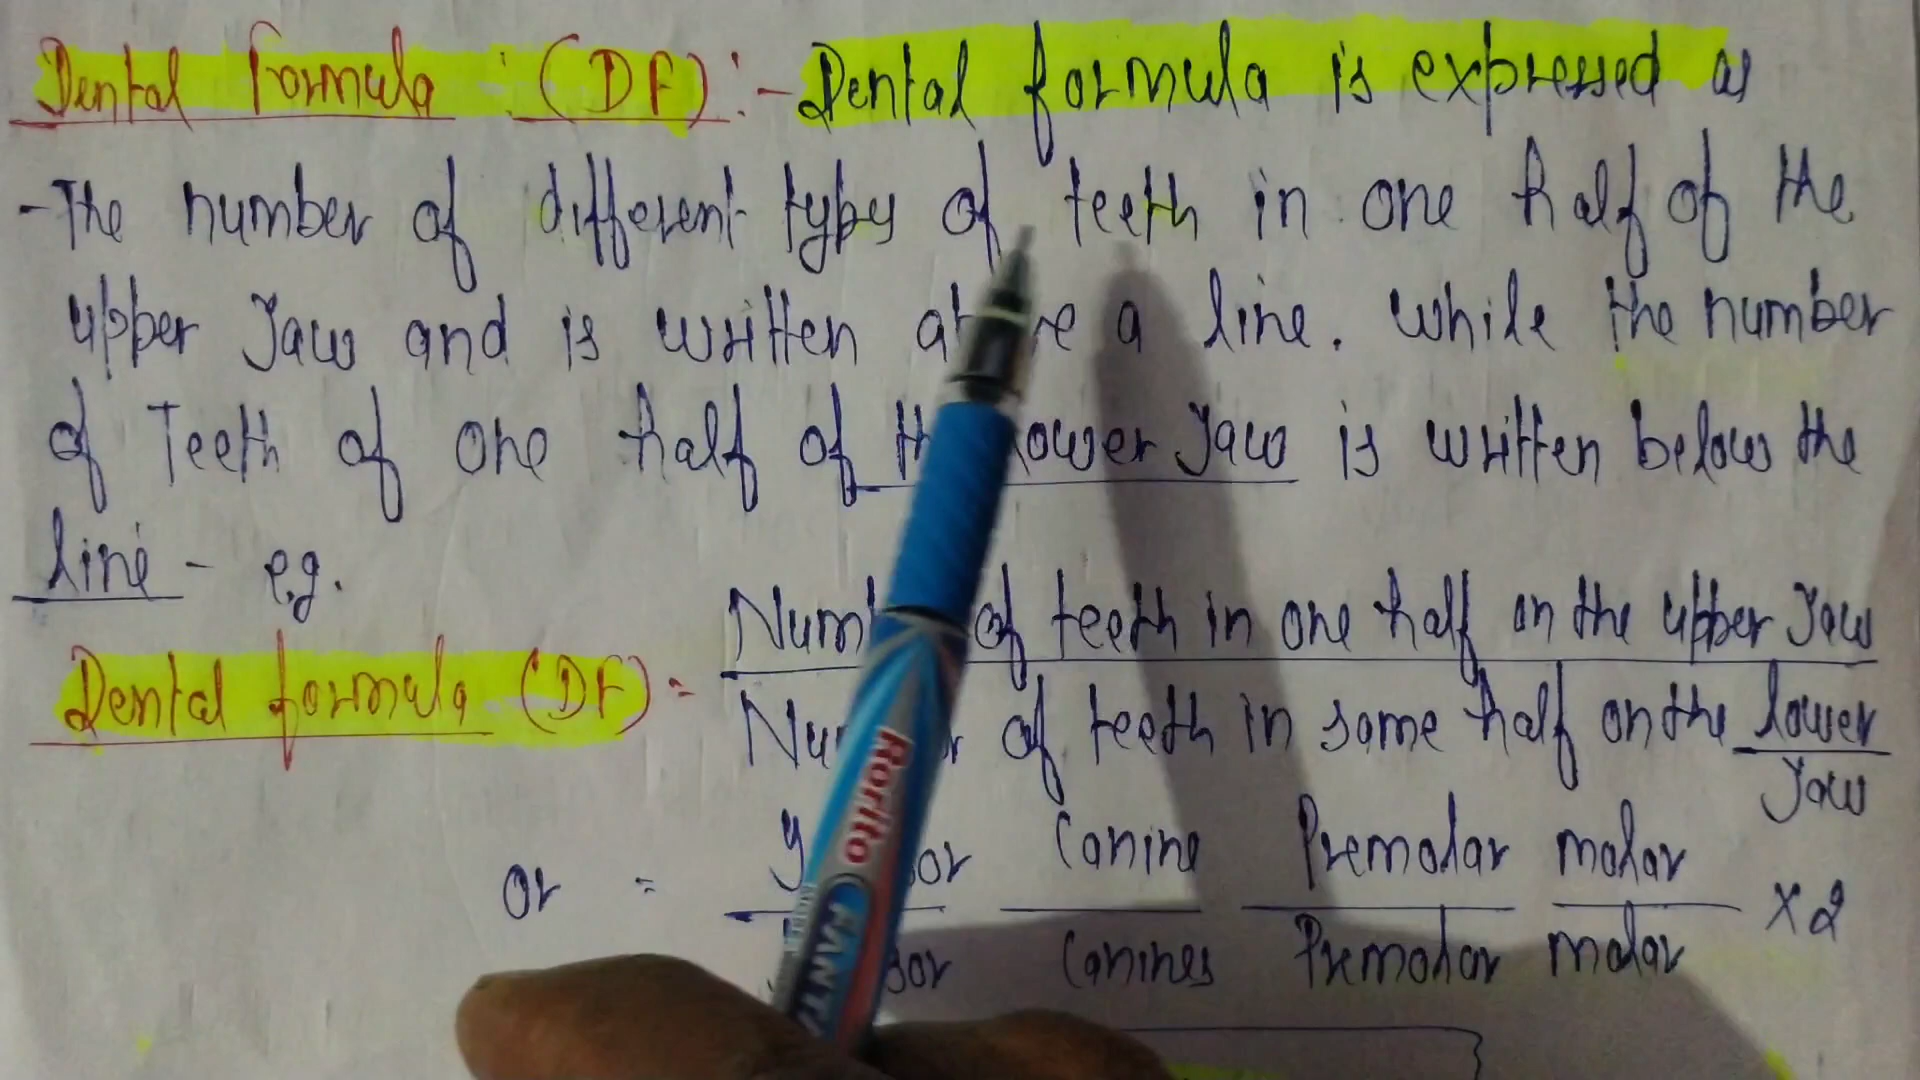 Dental Formula : (DF) :- Dental formula is expressed as
- The number of different types of teeth in one half of the
upper Jaw and is written a line. While the number
of Teeth of one half of lower Jaw is written below the
line - e.g.
of teeth in one half on the upper Jaw
Dental formula (DF) =
of teeth in same half on the lower
Jaw
Canine Premolar molar
or = x2
Canines Premolar molar
Rorito
FANT